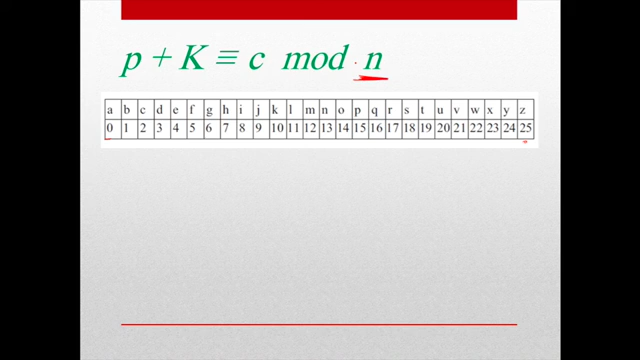 p + K ≡ c mod n
a b c d e f g h i j k l m n o p q r s t u v w x y z
0 1 2 3 4 5 6 7 8 9 10 11 12 13 14 15 16 17 18 19 20 21 22 23 24 25